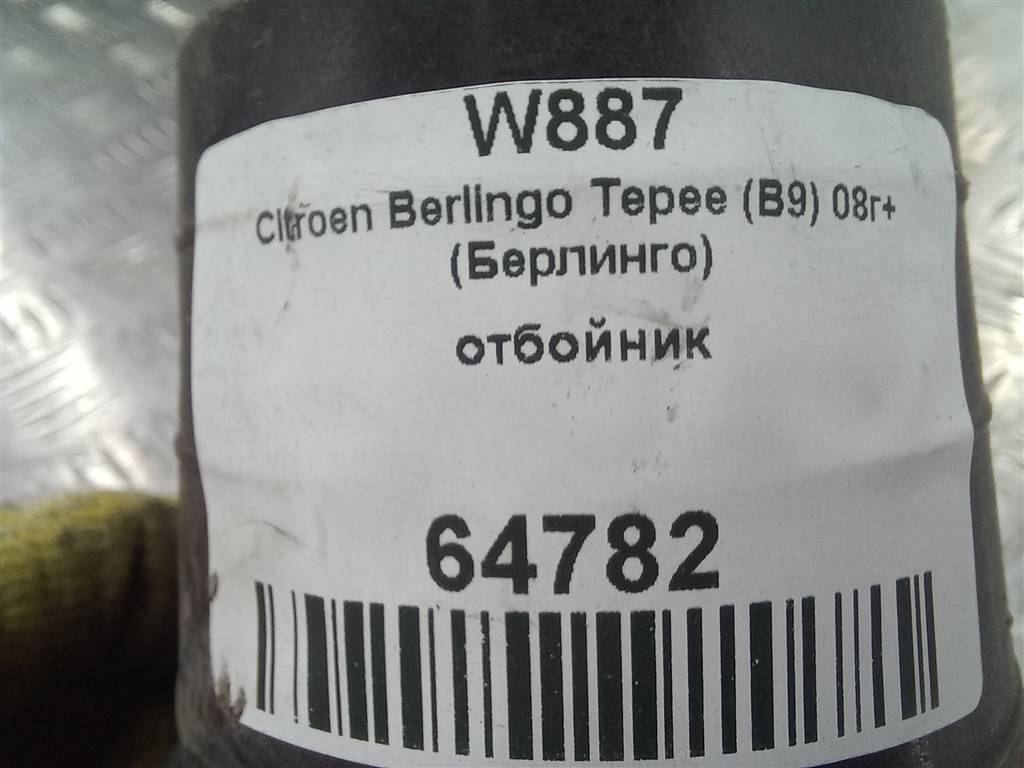 W887
Citroen Berlingo Tepee (B9) 08г+
(Берлинго)
отбойник
64782